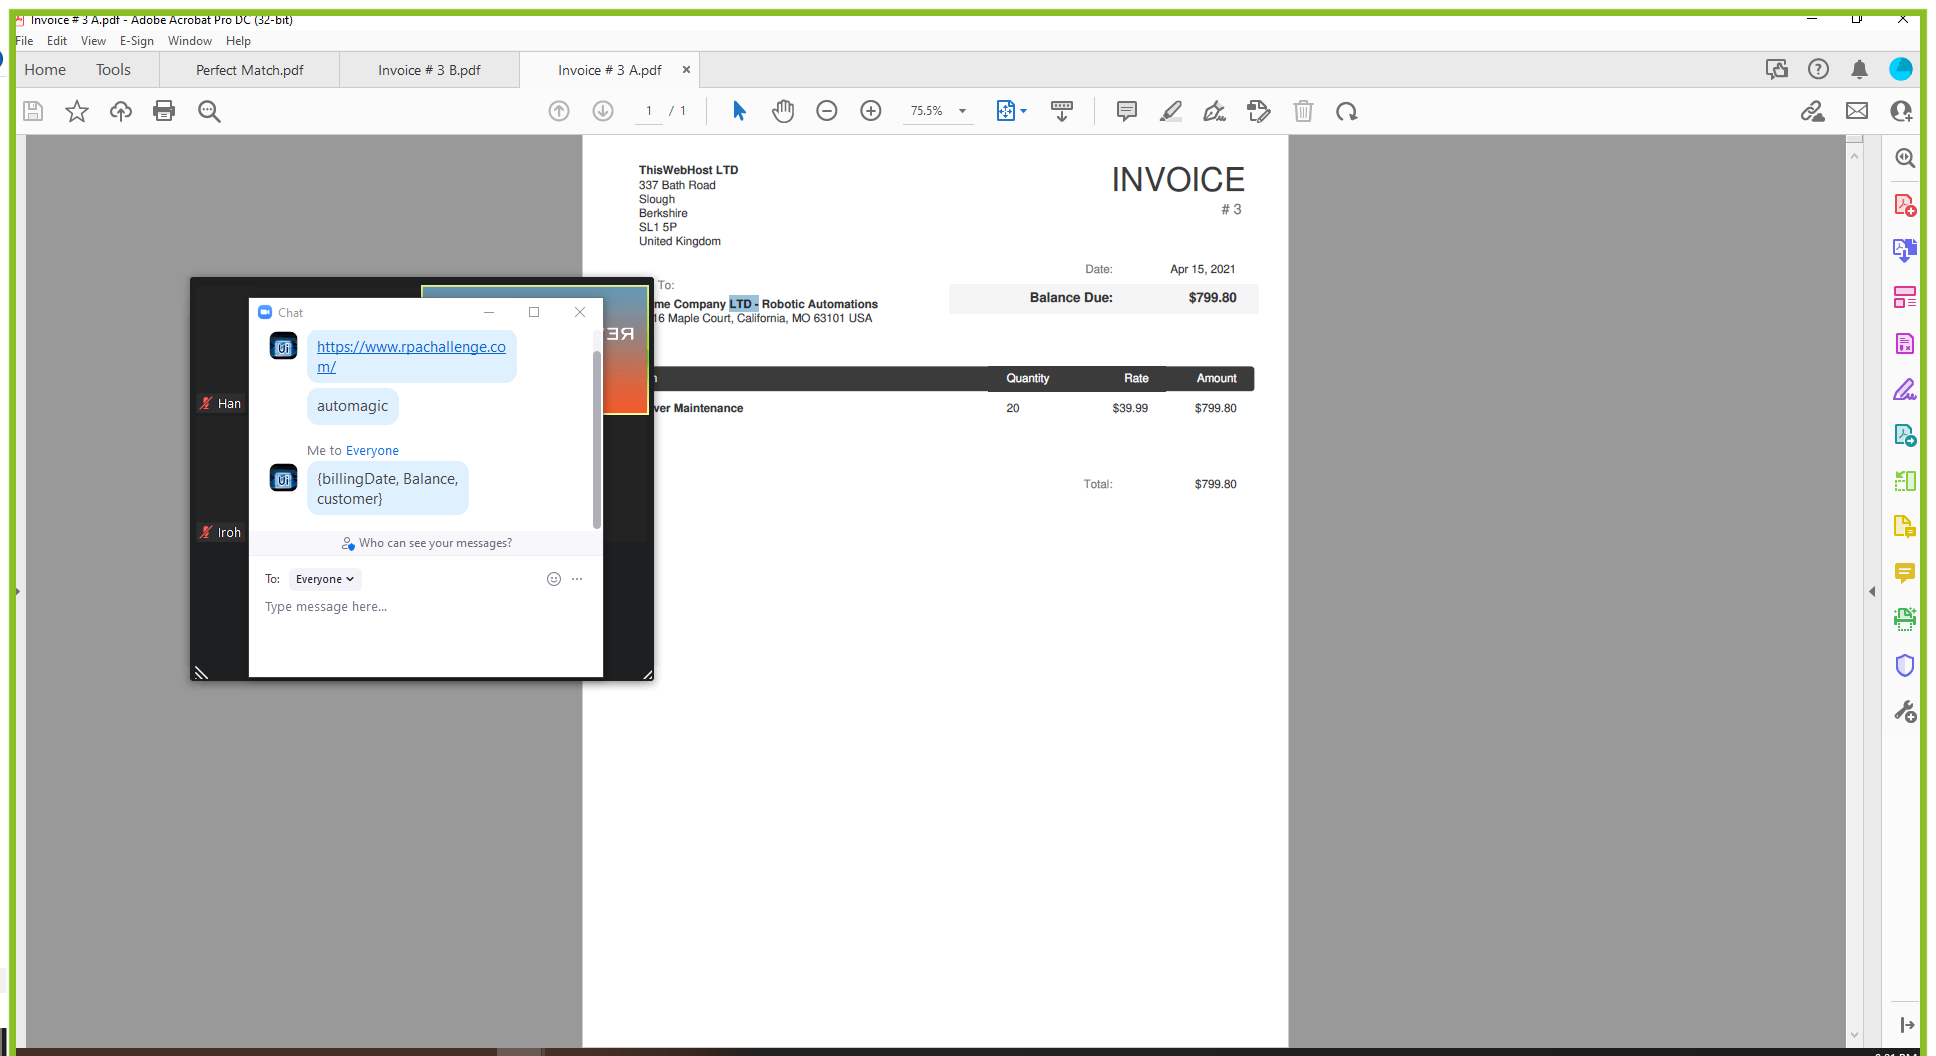 Invoice # 3 A.pdf - Adobe Acrobat Pro DC (32-bit)
File Edit View E-Sign Window Help
Home Tools Perfect Match.pdf Invoice # 3 B.pdf Invoice # 3 A.pdf
1 / 1 75.5%
ThisWebHost LTD
337 Bath Road
Slough
Berkshire
SL1 5P
United Kingdom
INVOICE
# 3
Date: Apr 15, 2021
Balance Due: $799.80
To:
me Company LTD - Robotic Automations
16 Maple Court, California, MO 63101 USA
Quantity Rate Amount
ver Maintenance 20 $39.99 $799.80
Total: $799.80
Chat
https://www.rpachallenge.co
m/
automagic
Me to Everyone
{billingDate, Balance,
customer}
Who can see your messages?
To: Everyone
Type message here...
Han
Iroh